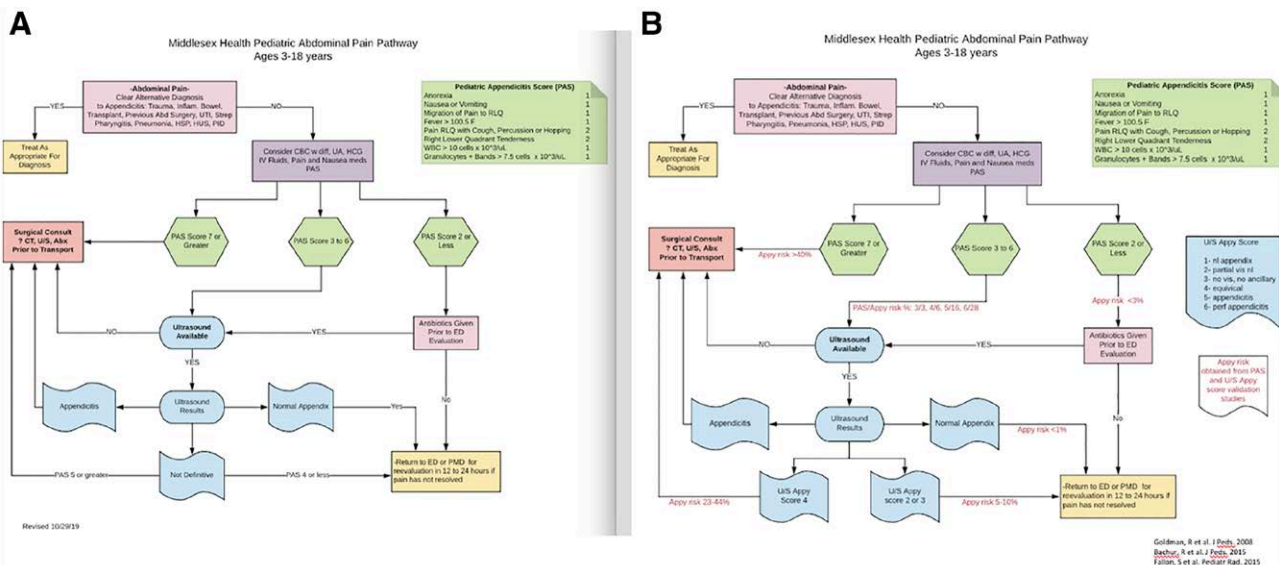 A
Middlesex Health Pediatric Abdominal Pain Pathway
Ages 3-18 years
-Abdominal Pain-
Clear Alternative Diagnosis
to Appendicitis: Trauma, Inflam. Bowel,
Transplant, Previous Abd Surgery, UTI, Strep
Pharyngitis, Pneumonia, HSP, HUS, PID
YES
NO
Pediatric Appendicitis Score (PAS)
Anorexia 1
Nausea or Vomiting 1
Migration of Pain to RLQ 1
Fever > 100.5 F 1
Pain RLQ with Cough, Percussion or Hopping 2
Right Lower Quadrant Tenderness 2
WBC > 10 cells x 10^3/uL 1
Granulocytes + Bands > 7.5 cells x 10^3/uL 1
Treat As
Appropriate For
Diagnosis
Consider CBC w diff, UA, HCG
IV Fluids, Pain and Nausea meds
PAS
Surgical Consult
? CT, U/S, Abx
Prior to Transport
PAS Score 7 or
Greater
PAS Score 3 to 6
PAS Score 2 or
Less
NO
Ultrasound
Available
YES
Antibiotics Given
Prior to ED
Evaluation
YES
No
Appendicitis
Ultrasound
Results
Normal Appendix
Yes
PAS 5 or greater
Not Definitive
PAS 4 or less
-Return to ED or PMD for
reevaluation in 12 to 24 hours if
pain has not resolved
Revised 10/29/19
B
Middlesex Health Pediatric Abdominal Pain Pathway
Ages 3-18 years
-Abdominal Pain-
Clear Alternative Diagnosis
to Appendicitis: Trauma, Inflam. Bowel,
Transplant, Previous Abd Surgery, UTI, Strep
Pharyngitis, Pneumonia, HSP, HUS, PID
YES
NO
Pediatric Appendicitis Score (PAS)
Anorexia 1
Nausea or Vomiting 1
Migration of Pain to RLQ 1
Fever > 100.5 F 1
Pain RLQ with Cough, Percussion or Hopping 2
Right Lower Quadrant Tenderness 2
WBC > 10 cells x 10^3/uL 1
Granulocytes + Bands > 7.5 cells x 10^3/uL 1
Treat As
Appropriate For
Diagnosis
Consider CBC w diff, UA, HCG
IV Fluids, Pain and Nausea meds
PAS
Surgical Consult
? CT, U/S, Abx
Prior to Transport
Appy risk >40%
PAS Score 7 or
Greater
PAS Score 3 to 6
PAS Score 2 or
Less
U/S Appy Score
1- nl appendix
2- partial vis nl
3- no vis, no ancillary
4- equivical
5- appendicitis
6- perf appendicitis
PAS/Appy risk %: 3/3, 4/6, 5/16, 6/28
Appy risk <3%
NO
Ultrasound
Available
YES
Antibiotics Given
Prior to ED
Evaluation
YES
No
Appy risk
obtained from PAS
and U/S Appy
score validation
studies
Appendicitis
Ultrasound
Results
Normal Appendix
Appy risk <1%
Appy risk 23-44%
U/S Appy
Score 4
U/S Appy
score 2 or 3
Appy risk 5-10%
-Return to ED or PMD for
reevaluation in 12 to 24 hours if
pain has not resolved
Goldman, R et al. J Peds. 2008
Bachur, R et al. J Peds. 2015
Fallon, S et al. Pediatr Rad. 2015